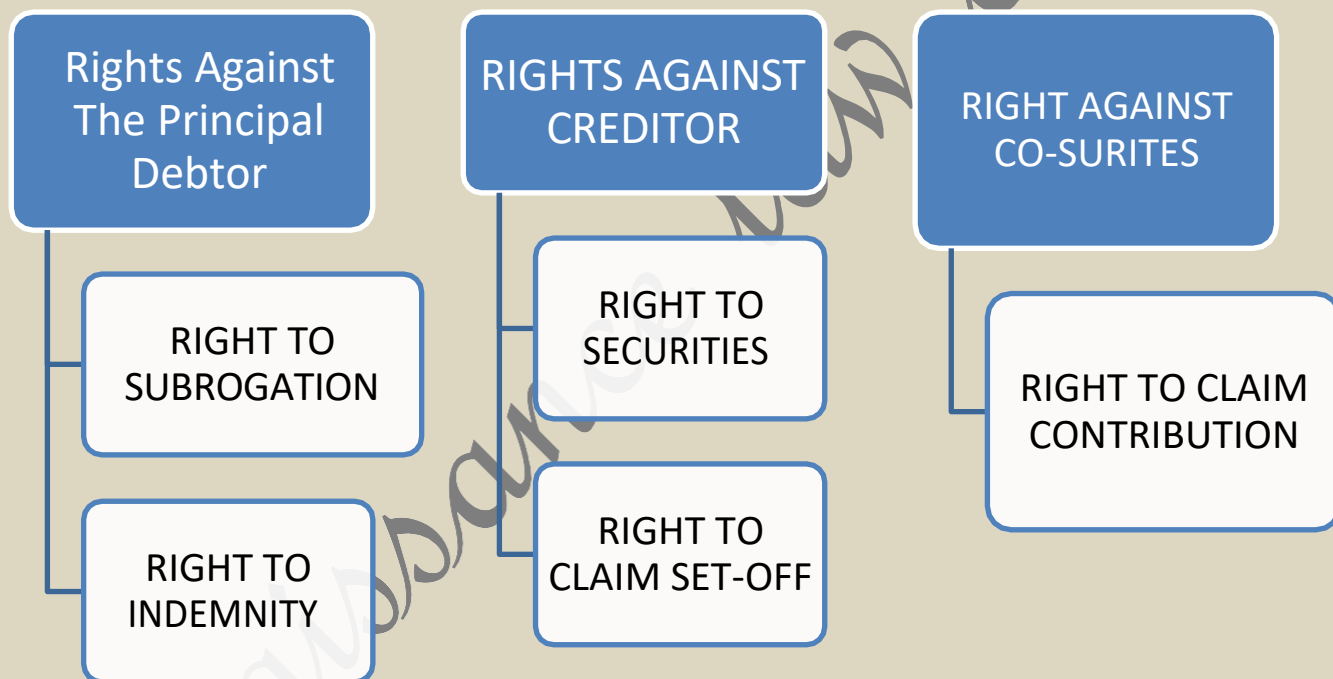 Rights Against
The Principal
Debtor
RIGHT TO
SUBROGATION
RIGHT TO
INDEMNITY
RIGHTS AGAINST
CREDITOR
RIGHT TO
SECURITIES
RIGHT TO
CLAIM SET-OFF
RIGHT AGAINST
CO-SURITES
RIGHT TO CLAIM
CONTRIBUTION